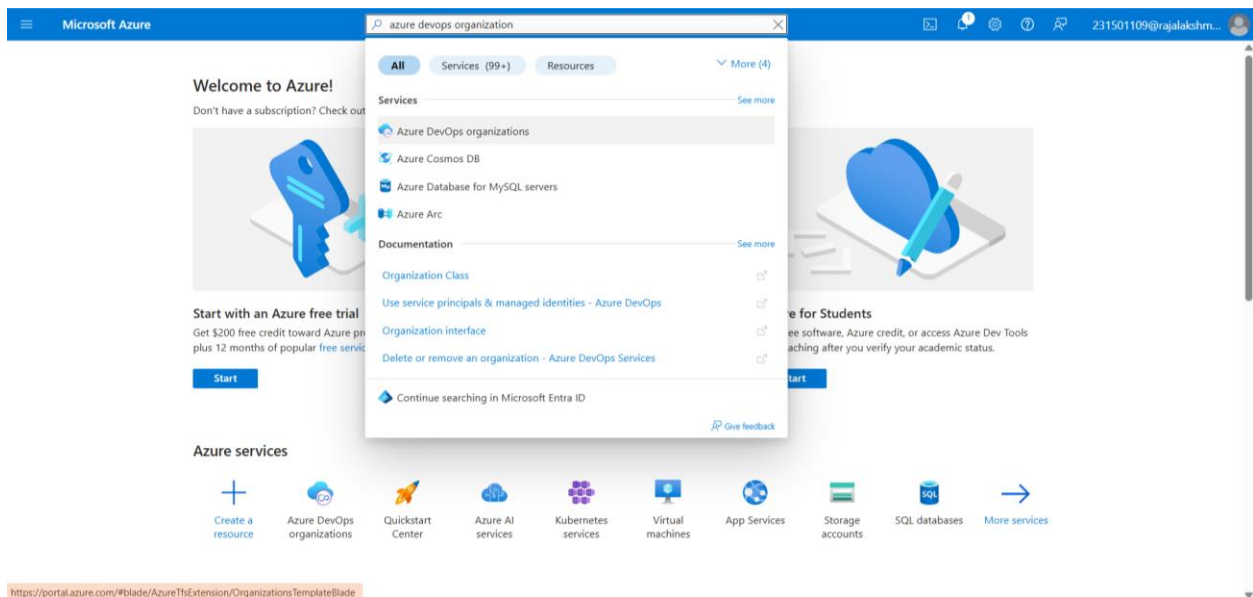 Microsoft Azure
azure devops organization
1
231501109@rajalakshm...
All
Services (99+)
Resources
More (4)
Welcome to Azure!
Don't have a subscription? Check out
Services
See more
Azure DevOps organizations
Azure Cosmos DB
Azure Database for MySQL servers
Azure Arc
Documentation
See more
Organization Class
Use service principals & managed identities - Azure DevOps
Organization interface
Delete or remove an organization - Azure DevOps Services
Continue searching in Microsoft Entra ID
Give feedback
Start with an Azure free trial
Get $200 free credit toward Azure pr
plus 12 months of popular free servic
Start
e for Students
ee software, Azure credit, or access Azure Dev Tools
aching after you verify your academic status.
tart
Azure services
Create a
resource
Azure DevOps
organizations
Quickstart
Center
Azure AI
services
Kubernetes
services
Virtual
machines
App Services
Storage
accounts
SQL
SQL databases
More services
https://portal.azure.com/#blade/AzureTfsExtension/OrganizationsTemplateBlade